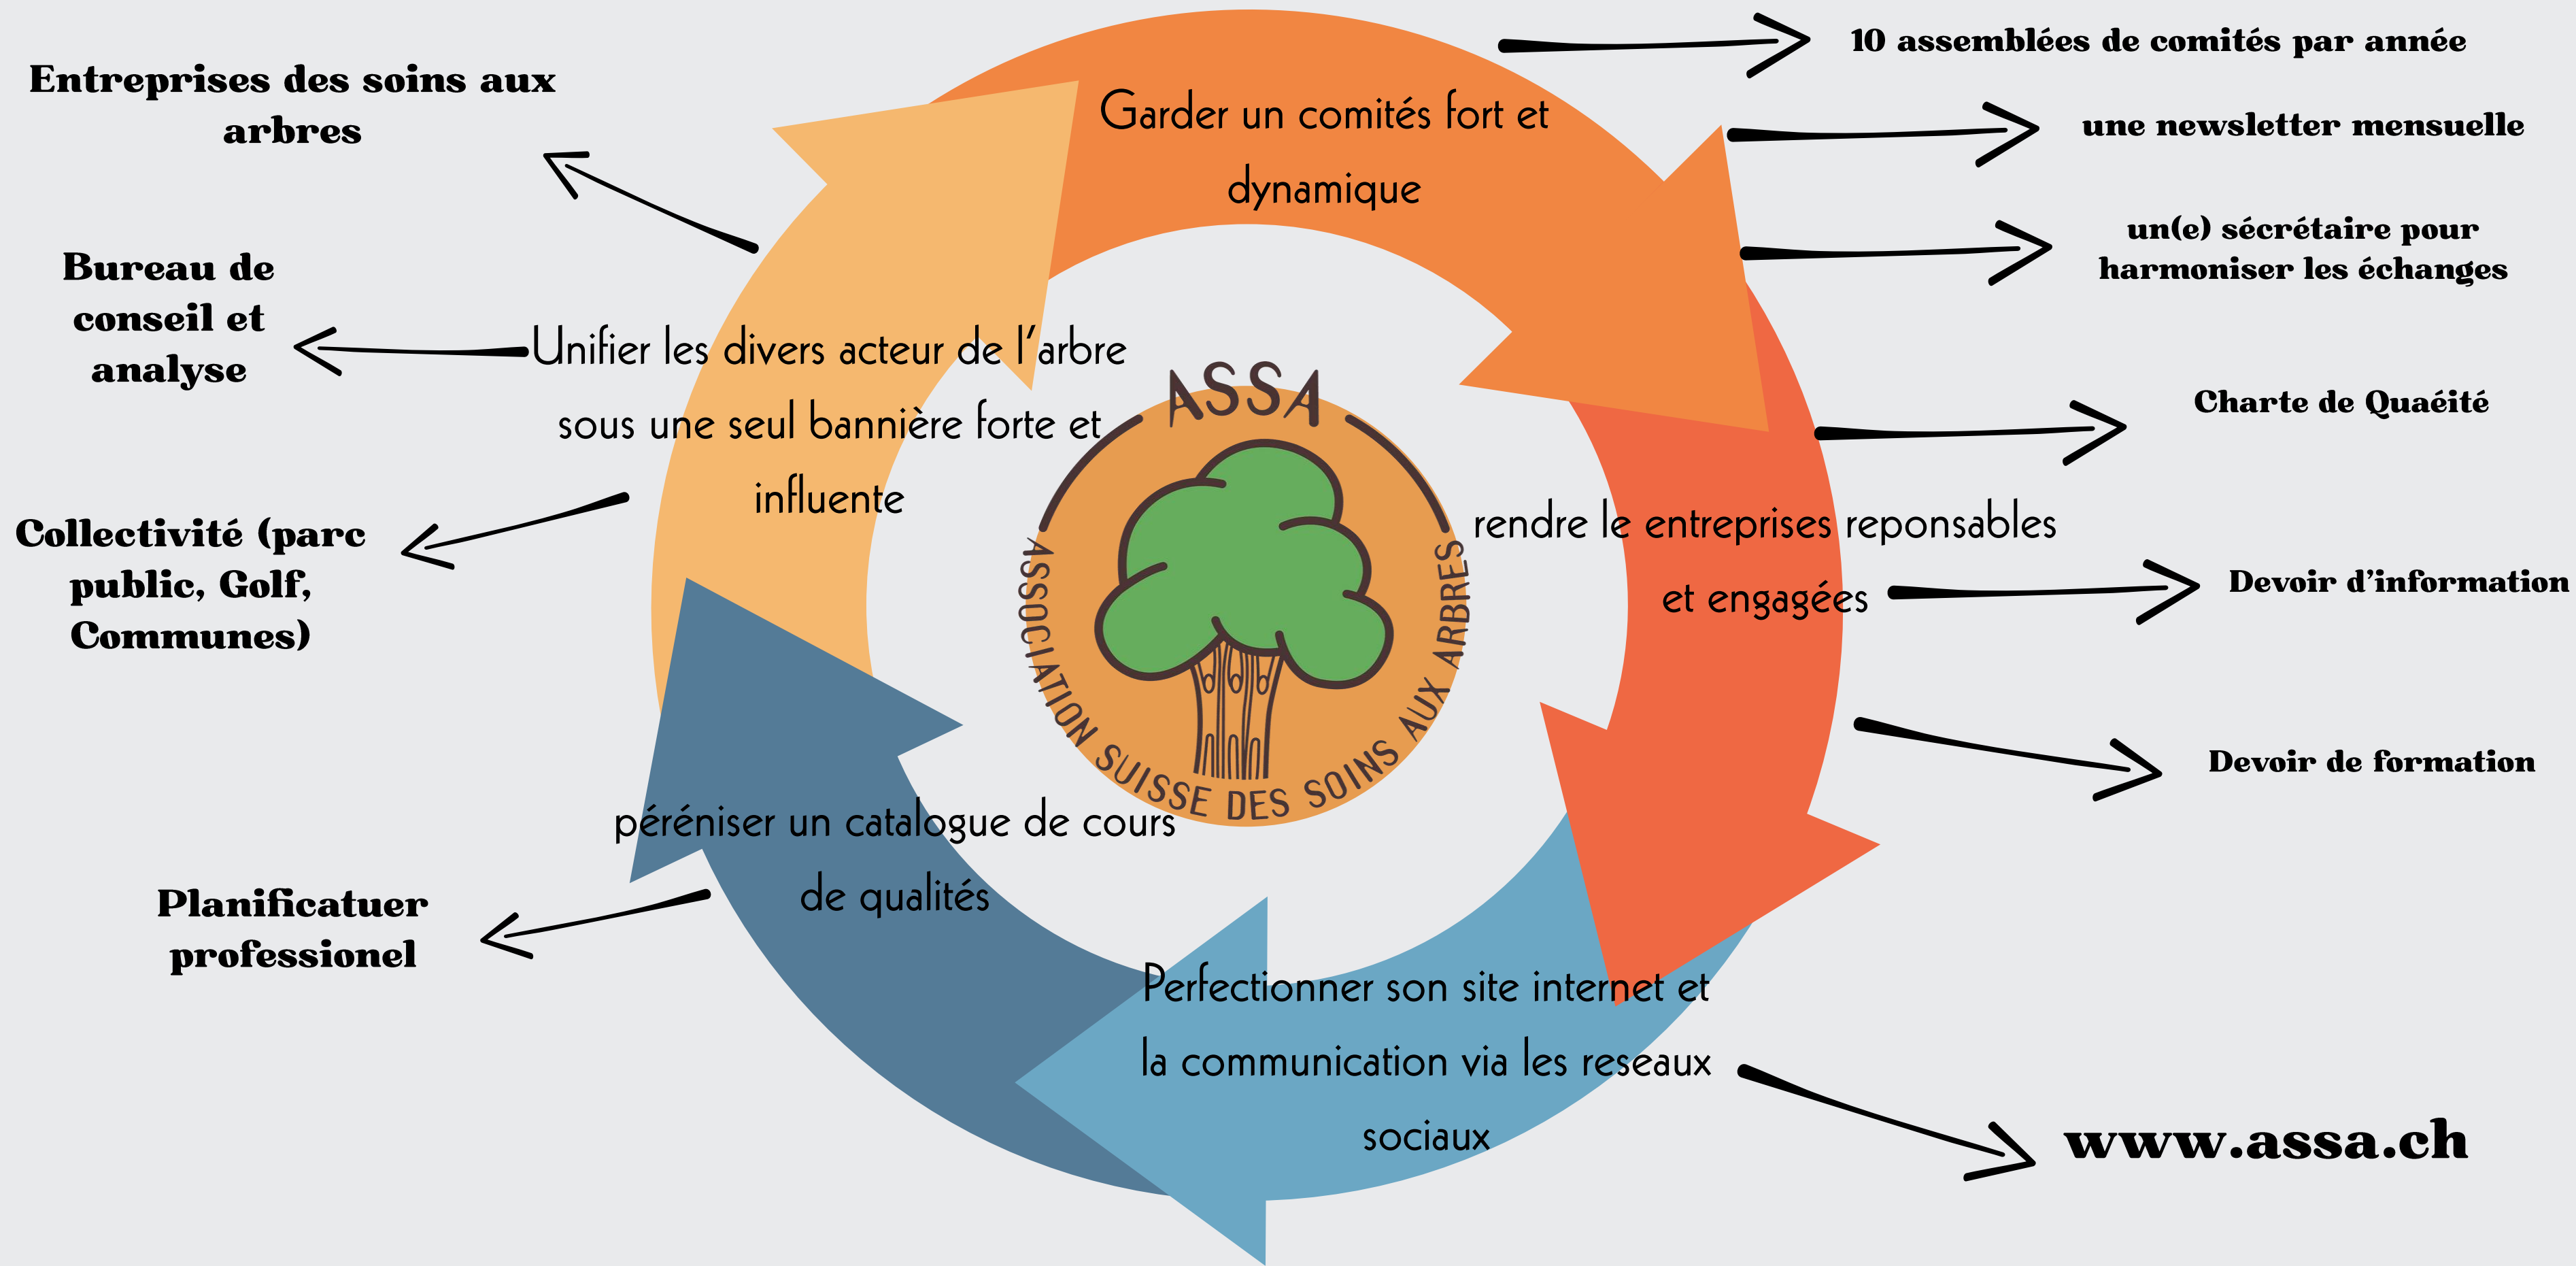 Entreprises des soins aux
arbres
Bureau de
conseil et
analyse
Collectivité (parc
public, Golf,
Communes)
Planificatuer
professionel
Garder un comités fort et
dynamique
Unifier les divers acteur de l'arbre
sous une seul bannière forte et
influente
péréniser un catalogue de cours
de qualités
Perfectionner son site internet et
la communication via les reseaux
sociaux
rendre le entreprises reponsables
et engagées
ASSA
ASSOCIATION SUISSE DES SOINS AUX ARBRES
10 assemblées de comités par année
une newsletter mensuelle
un(e) sécrétaire pour
harmoniser les échanges
Charte de Quaéité
Devoir d'information
Devoir de formation
www.assa.ch